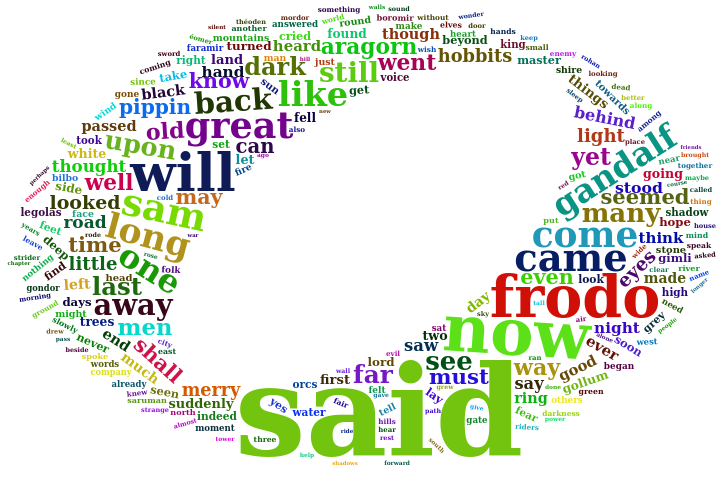 something walls sound
théoden mordor answered world round boromir without wonder
silent another make elves door
éomer mountains cried found though heart hands
faramir turned heard aragorn beyond king small keep
sword right land man hill just went wish hobbits master enemy rohan
coming hand dark still voice shire looking
since take know sun like get things towards dead
gone black back sleep better along
wind pippin great fell new behind among
passed old also light place friends
least took upon set can yet gandalf near brought
white let ago together
perhaps thought will fire got going maybe
enough bilbo side well cold may red stood course called
legolas face looked sam seemed thing
years feet road long put many shadow hope house
leave deep rode time war come think mind
strider rose one came wide stone speak asked
chapter nothing find little folk eyes gimli
gondor left last head even look clear river name
morning days away day frodo made high longer
ground might men tall need
slowly trees sky now air night grey people
drew pass never end shall city sat two alone soon west
beside east evil saw ever
spoke words much lord see ran way began
company already merry orcs first wall far must good
knew seen felt gave grew say done gollum green
saruman suddenly yes fair said lay ring others
strange north indeed water tell path give fear darkness
almost moment hills gate power
tower three ride hear riders
rest south
help shadows forward